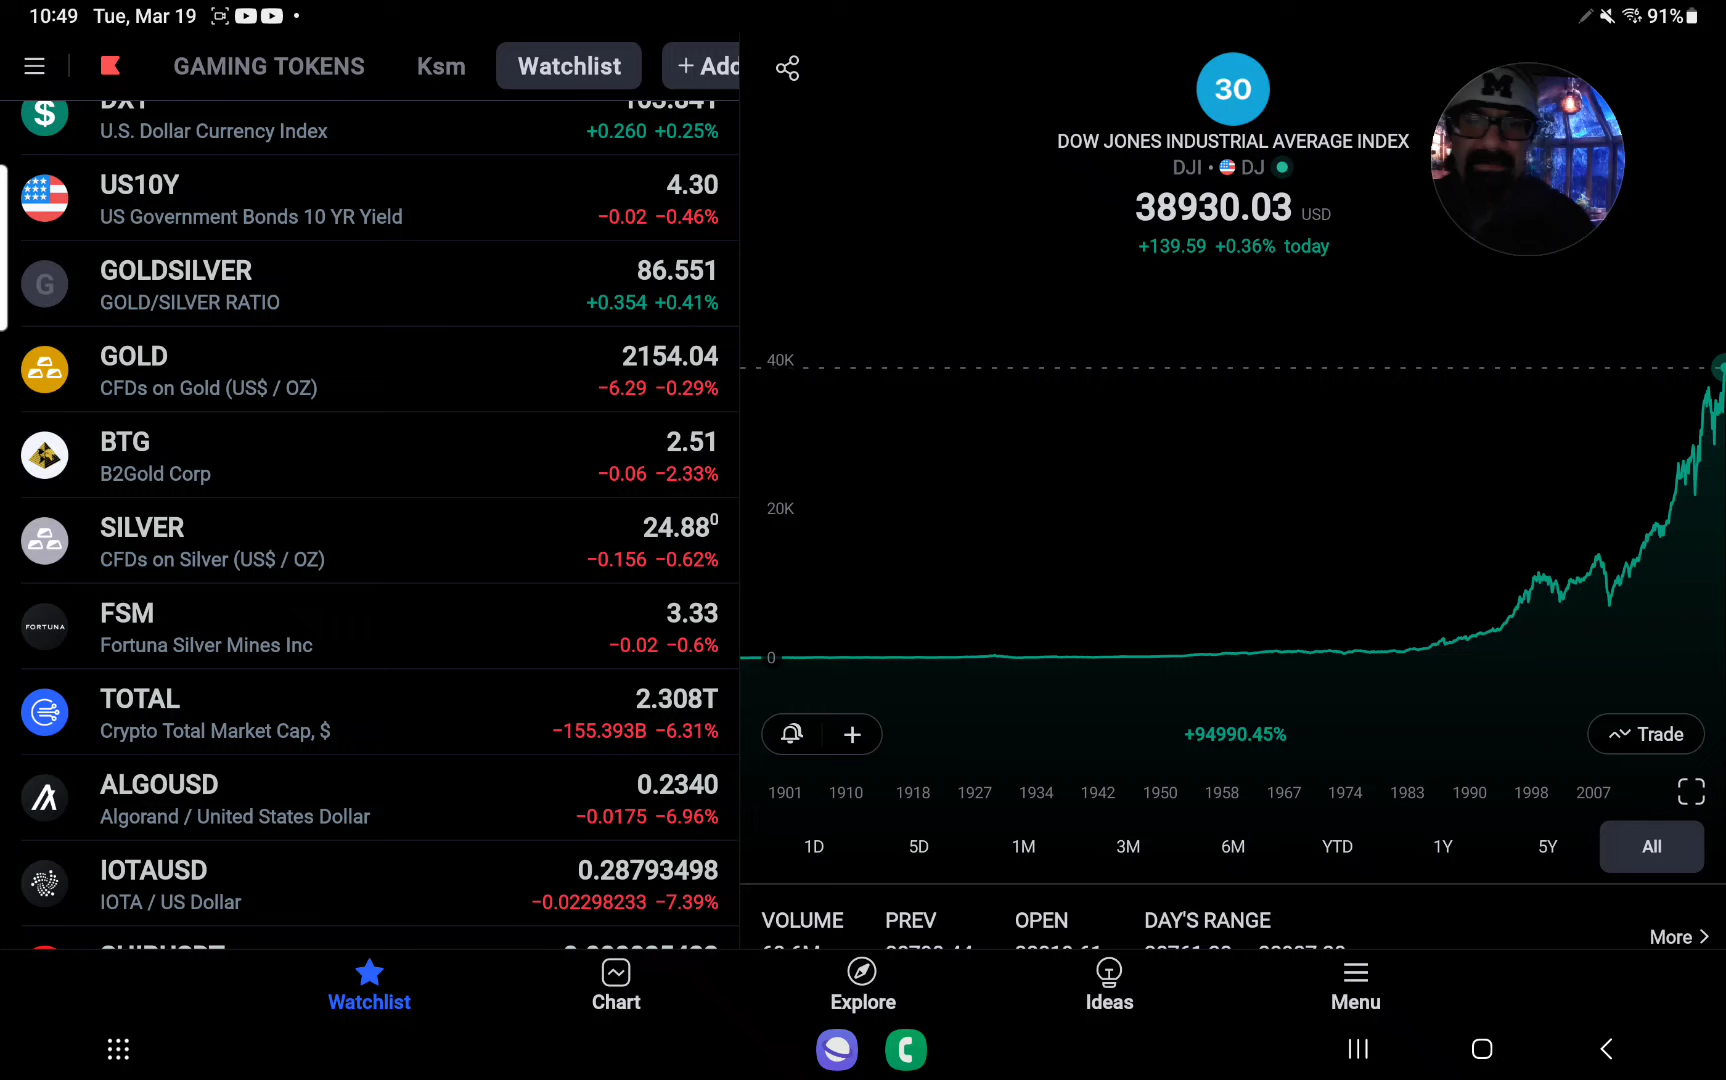 10:49 Tue, Mar 19
91%
GAMING TOKENS Ksm Watchlist + Add
DXY 103.841
U.S. Dollar Currency Index +0.260 +0.25%
US10Y 4.30
US Government Bonds 10 YR Yield −0.02 −0.46%
G GOLDSILVER 86.551
GOLD/SILVER RATIO +0.354 +0.41%
GOLD 2154.04
CFDs on Gold (US$ / OZ) −6.29 −0.29%
BTG 2.51
B2Gold Corp −0.06 −2.33%
SILVER 24.88⁰
CFDs on Silver (US$ / OZ) −0.156 −0.62%
FORTUNA FSM 3.33
Fortuna Silver Mines Inc −0.02 −0.6%
TOTAL 2.308T
Crypto Total Market Cap, $ −155.393B −6.31%
ALGOUSD 0.2340
Algorand / United States Dollar −0.0175 −6.96%
IOTAUSD 0.28793498
IOTA / US Dollar −0.02298233 −7.39%
30
M
DOW JONES INDUSTRIAL AVERAGE INDEX
DJI • DJ
38930.03 USD
+139.59 +0.36% today
40K
20K
0
+94990.45%
Trade
1901 1910 1918 1927 1934 1942 1950 1958 1967 1974 1983 1990 1998 2007
1D 5D 1M 3M 6M YTD 1Y 5Y All
VOLUME PREV OPEN DAY'S RANGE
More >
Watchlist Chart Explore Ideas Menu